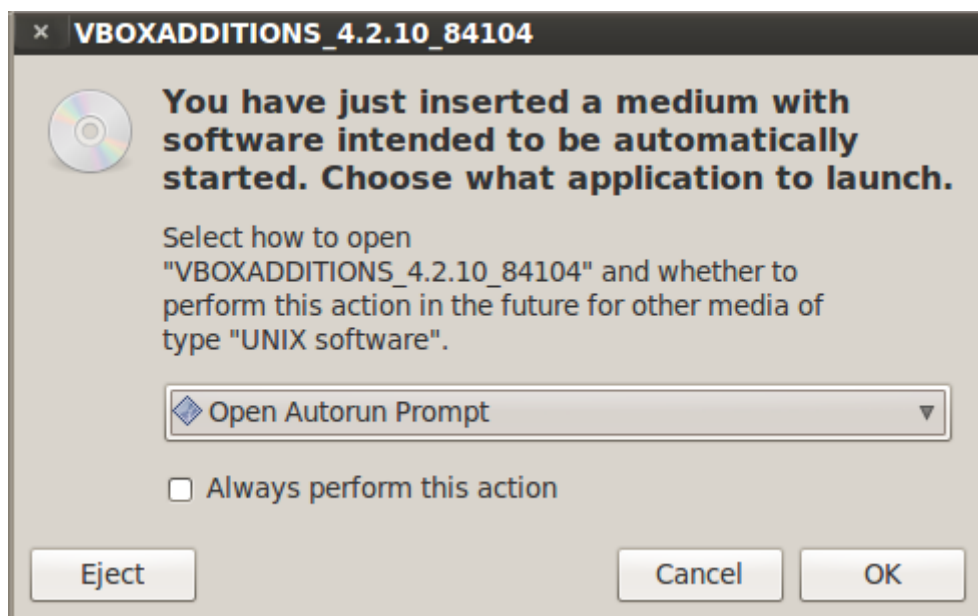 VBOXADDITIONS_4.2.10_84104
You have just inserted a medium with
software intended to be automatically
started. Choose what application to launch.
Select how to open
"VBOXADDITIONS_4.2.10_84104" and whether to
perform this action in the future for other media of
type "UNIX software".
Open Autorun Prompt
Always perform this action
Eject
Cancel
OK